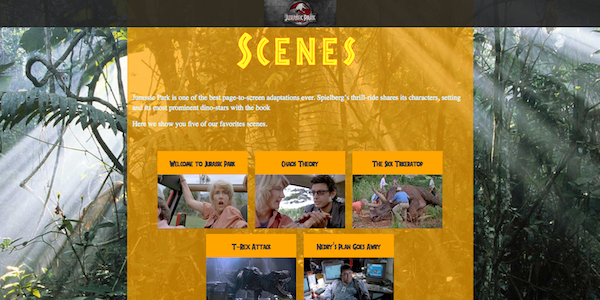 JURASSIC PARK
SCENES
Jurassic Park is one of the best page-to-screen adaptations ever. Spielberg's thrill-ride shares its characters, setting
and its most prominent dino-stars with the book
Here we show you five of our favorites scenes.
Welcome to Jurasik Park
Chaos Theory
The Sick Triceratop
T-Rex Attack
Nedry's Plan Goes Awry